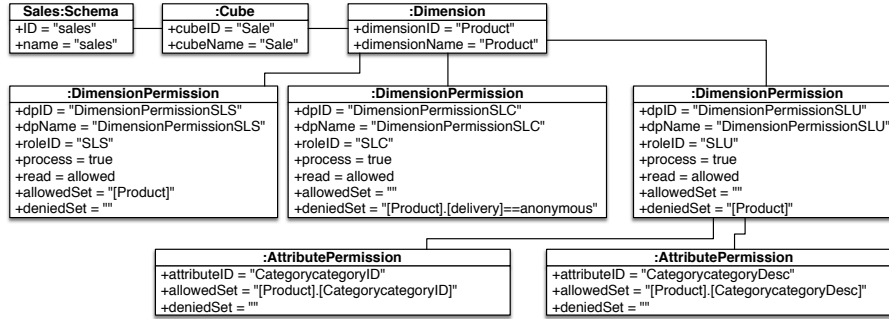 Sales:Schema
+ID = "sales"
+name = "sales"
:Cube
+cubeID = "Sale"
+cubeName = "Sale"
:Dimension
+dimensionID = "Product"
+dimensionName = "Product"
:DimensionPermission
+dpID = "DimensionPermissionSLS"
+dpName = "DimensionPermissionSLS"
+roleID = "SLS"
+process = true
+read = allowed
+allowedSet = "[Product]"
+deniedSet = ""
:DimensionPermission
+dpID = "DimensionPermissionSLC"
+dpName = "DimensionPermissionSLC"
+roleID = "SLC"
+process = true
+read = allowed
+allowedSet = ""
+deniedSet = "[Product].[delivery]==anonymous"
:DimensionPermission
+dpID = "DimensionPermissionSLU"
+dpName = "DimensionPermissionSLU"
+roleID = "SLU"
+process = true
+read = allowed
+allowedSet = ""
+deniedSet = "[Product]"
:AttributePermission
+attributeID = "CategorycategoryID"
+allowedSet = "[Product].[CategorycategoryID]"
+deniedSet = ""
:AttributePermission
+attributeID = "CategorycategoryDesc"
+allowedSet = "[Product].[CategorycategoryDesc]"
+deniedSet = ""